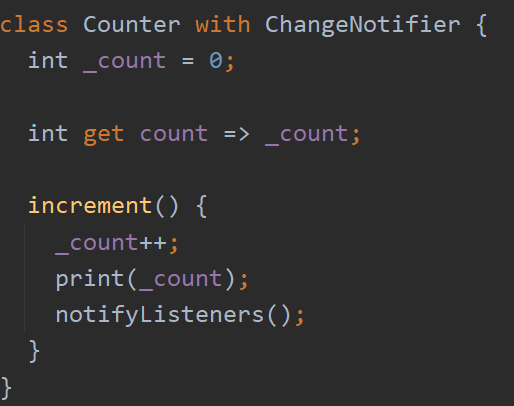 class Counter with ChangeNotifier {
  int _count = 0;
  int get count => _count;
  increment() {
    _count++;
    print(_count);
    notifyListeners();
  }
}